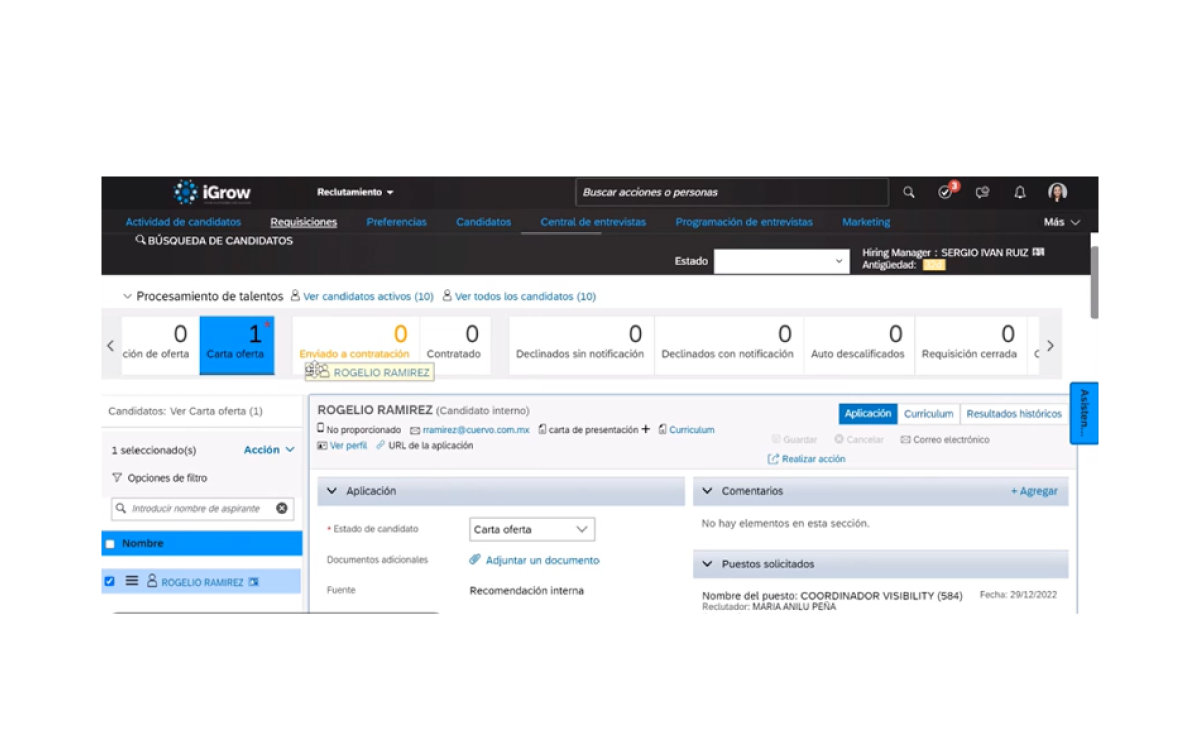 iGrow
Reclutamiento
Buscar acciones o personas
3
Actividad de candidatos Requisiciones Preferencias Candidatos Central de entrevistas Programación de entrevistas Marketing Más
BÚSQUEDA DE CANDIDATOS
Estado
Hiring Manager : SERGIO IVAN RUIZ
Antigüedad:
Procesamiento de talentos Ver candidatos activos (10) Ver todos los candidatos (10)
0 1 0 0 0 0 0 0
ción de oferta Carta oferta Enviado a contratación Contratado Declinados sin notificación Declinados con notificación Auto descalificados Requisición cerrada
ROGELIO RAMIREZ
Candidatos: Ver Carta oferta (1)
1 seleccionado(s) Acción
Opciones de filtro
Introducir nombre de aspirante
Nombre
ROGELIO RAMIREZ
ROGELIO RAMIREZ (Candidato interno)
No proporcionado rramirez@cuervo.com.mx carta de presentación + Curriculum
Ver perfil URL de la aplicación
Aplicación Curriculum Resultados históricos
Guardar Cancelar Correo electrónico
Realizar acción
Asisten...
Aplicación
* Estado de candidato Carta oferta
Documentos adicionales Adjuntar un documento
Fuente Recomendación interna
Comentarios + Agregar
No hay elementos en esta sección.
Puestos solicitados
Nombre del puesto: COORDINADOR VISIBILITY (584) Fecha: 29/12/2022
Reclutador: MARIA ANILU PEÑA